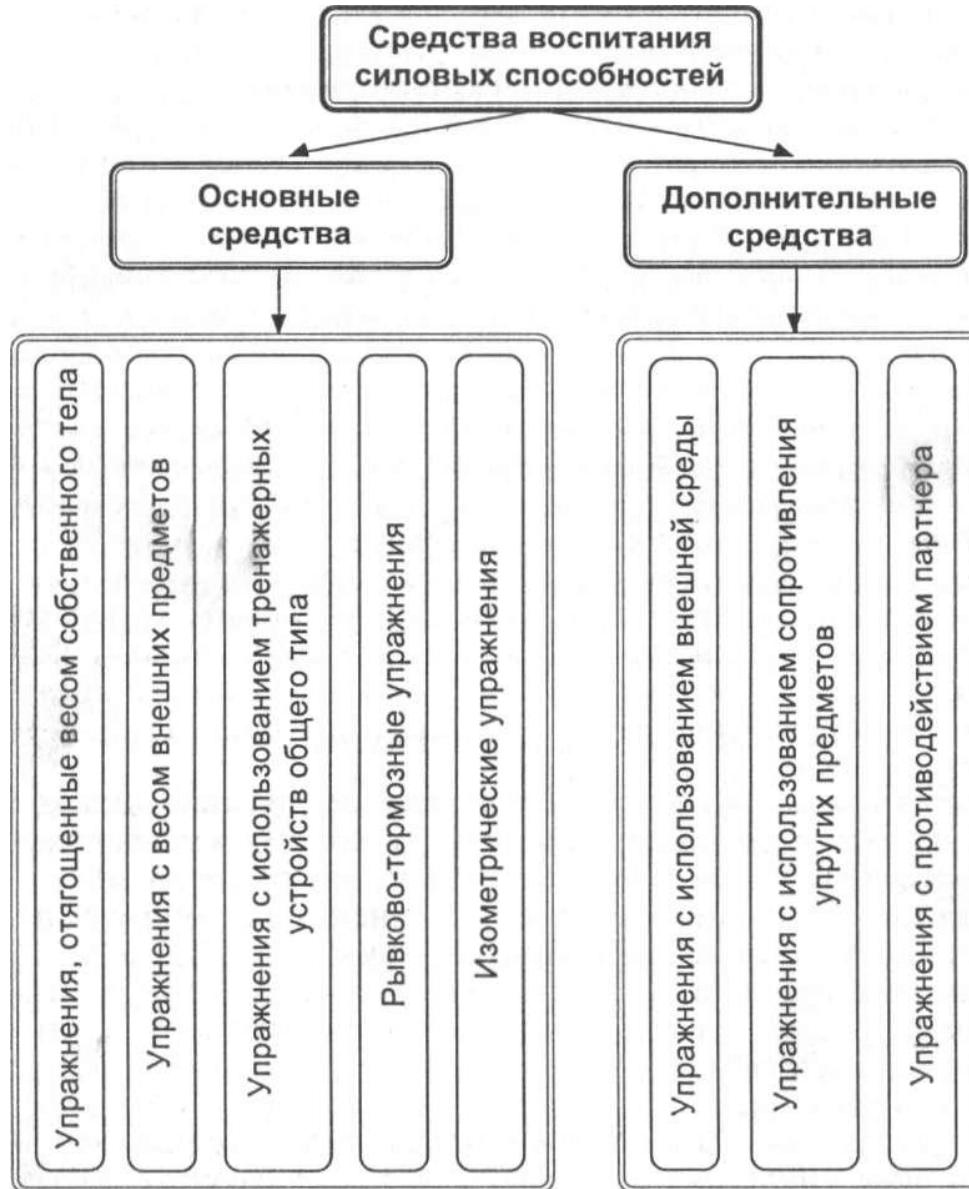 Средства воспитания
силовых способностей
Основные
средства
Дополнительные
средства
Упражнения, отягощенные весом собственного тела
Упражнения с весом внешних предметов
Упражнения с использованием тренажерных
устройств общего типа
Рывково-тормозные упражнения
Изометрические упражнения
Упражнения с использованием внешней среды
Упражнения с использованием сопротивления
упругих предметов
Упражнения с противодействием партнера